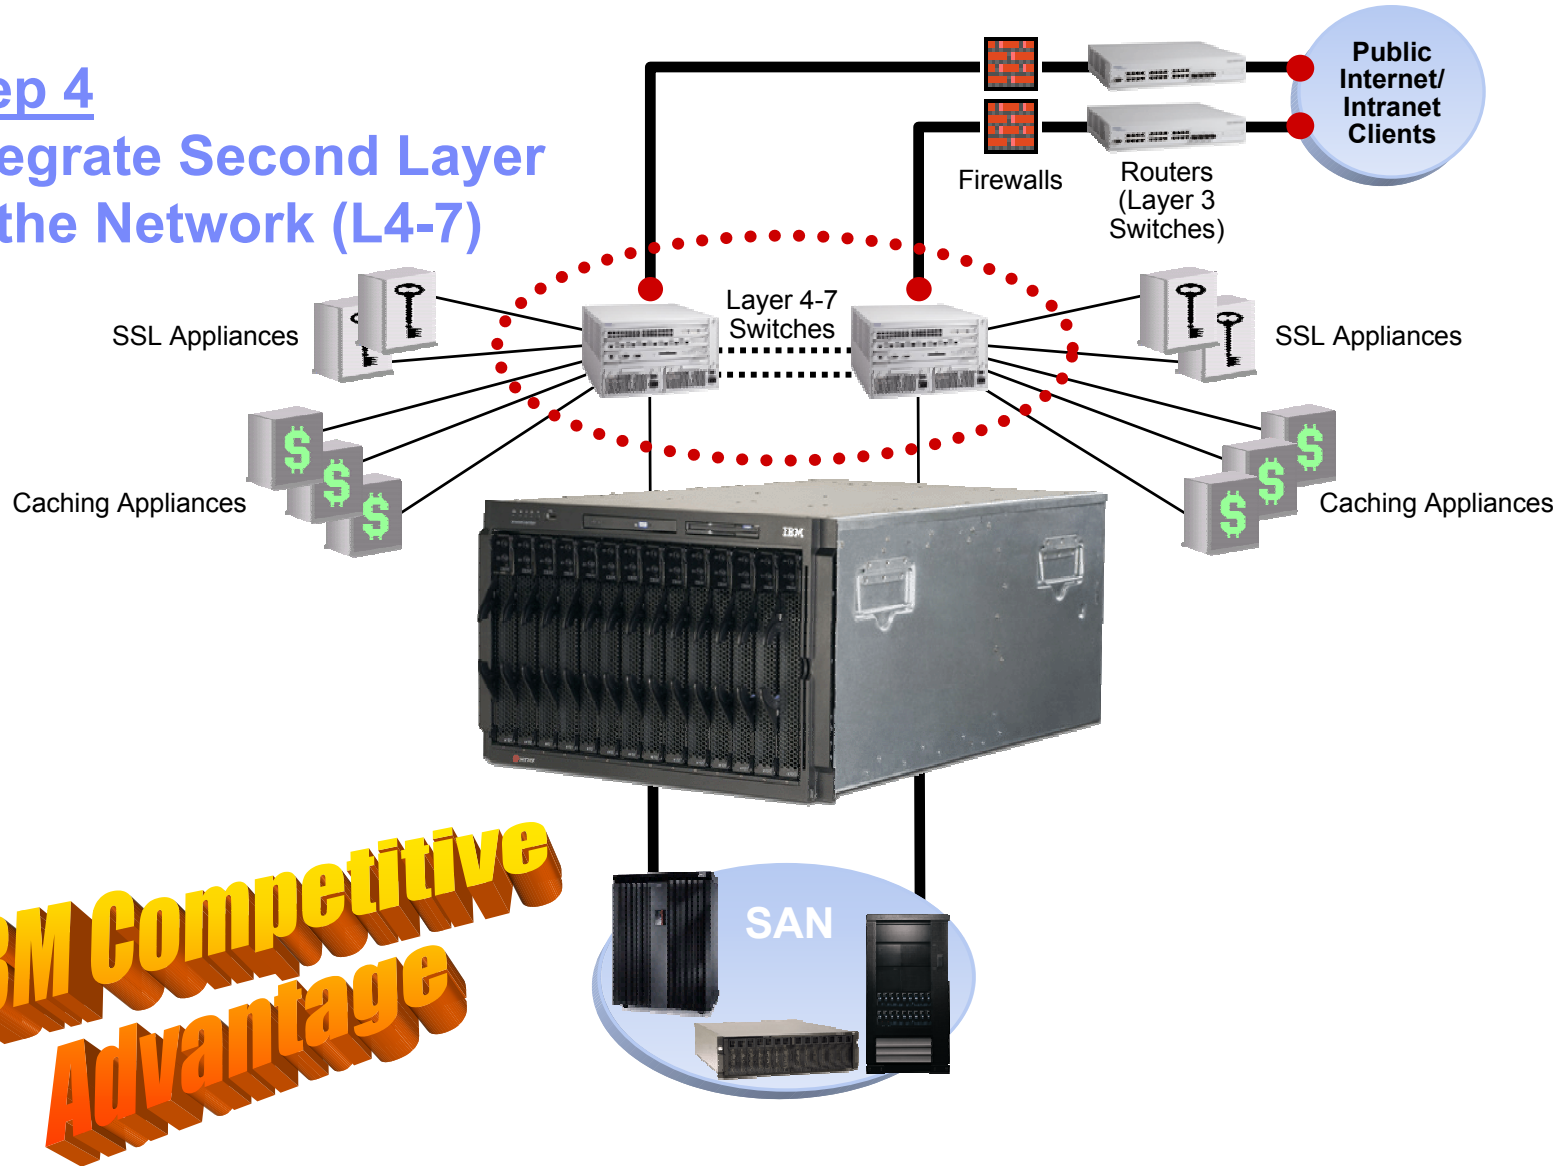 ep 4
egrate Second Layer
the Network (L4-7)
Public
Internet/
Intranet
Clients
Firewalls
Routers
(Layer 3
Switches)
Layer 4-7
Switches
SSL Appliances
SSL Appliances
Caching Appliances
Caching Appliances
$
$
$
$
$
$
IBM
SAN
BM Competitive
Advantage